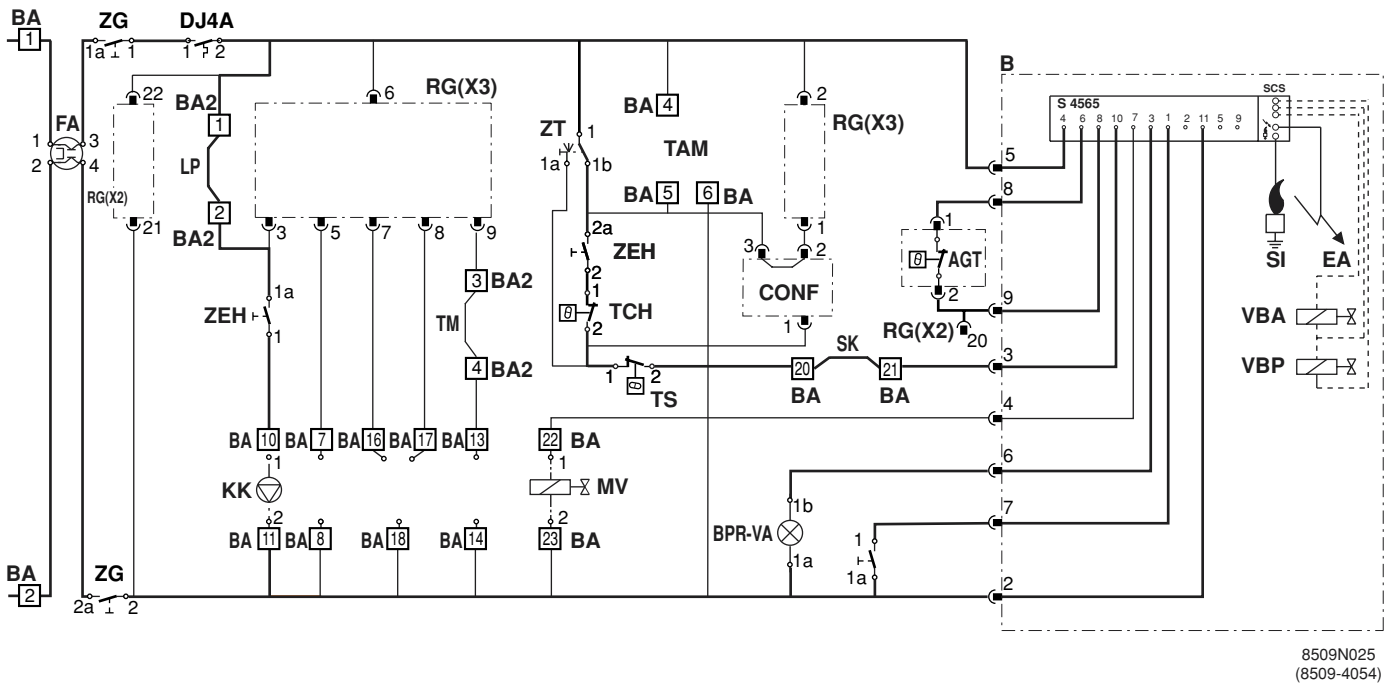 BA
1
ZG
1a
1
DJ4A
1
2
FA
1
2
3
4
22
RG(X2)
21
BA2
1
LP
2
BA2
6
RG(X3)
3
5
7
8
9
ZEH
1a
1
3
BA2
TM
4
BA2
BA
10
BA
7
BA
16
BA
17
BA
13
1
KK
2
BA
11
BA
8
BA
18
BA
14
BA
2
ZG
2a
2
ZT
1
1a
1b
2a
ZEH
2
1
TCH
2
1
2
TS
BA
4
TAM
BA
5
6
BA
2
RG(X3)
1
3
2
CONF
1
SK
20
BA
21
BA
22
BA
1
MV
2
23
BA
1b
BPR-VA
1a
1
1a
1
θ
AGT
2
RG(X2)
20
B
5
8
9
3
4
6
7
2
S 4565
4 6 8 10 7 3 1 2 11 5 9
SCS
SI
EA
VBA
VBP
8509N025
(8509-4054)